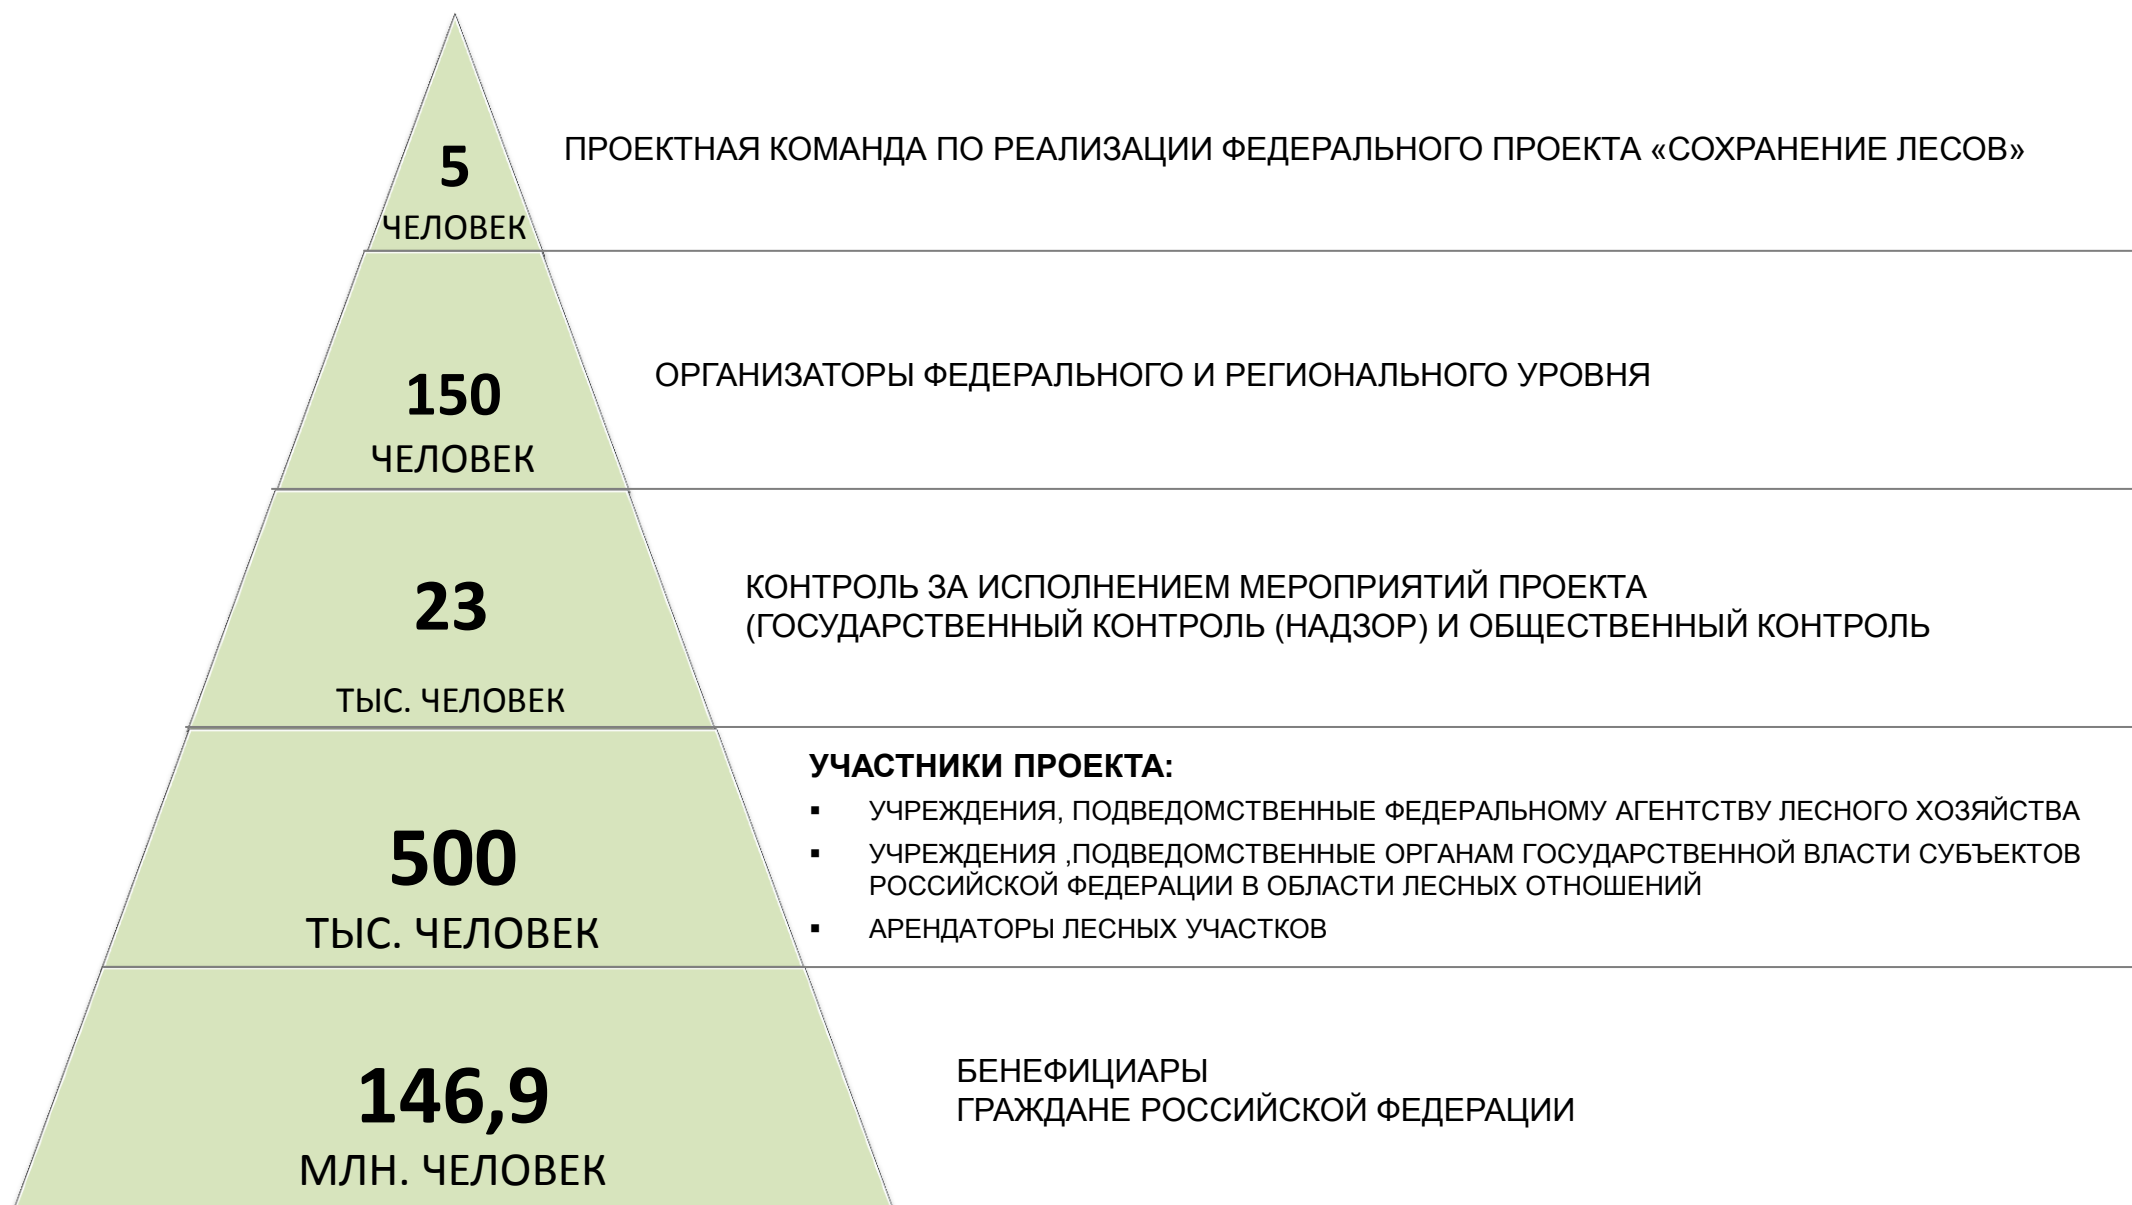 5
ЧЕЛОВЕК
ПРОЕКТНАЯ КОМАНДА ПО РЕАЛИЗАЦИИ ФЕДЕРАЛЬНОГО ПРОЕКТА «СОХРАНЕНИЕ ЛЕСОВ»
150
ЧЕЛОВЕК
ОРГАНИЗАТОРЫ ФЕДЕРАЛЬНОГО И РЕГИОНАЛЬНОГО УРОВНЯ
23
ТЫС. ЧЕЛОВЕК
КОНТРОЛЬ ЗА ИСПОЛНЕНИЕМ МЕРОПРИЯТИЙ ПРОЕКТА
(ГОСУДАРСТВЕННЫЙ КОНТРОЛЬ (НАДЗОР) И ОБЩЕСТВЕННЫЙ КОНТРОЛЬ
500
ТЫС. ЧЕЛОВЕК
УЧАСТНИКИ ПРОЕКТА:
▪ УЧРЕЖДЕНИЯ, ПОДВЕДОМСТВЕННЫЕ ФЕДЕРАЛЬНОМУ АГЕНТСТВУ ЛЕСНОГО ХОЗЯЙСТВА
▪ УЧРЕЖДЕНИЯ ,ПОДВЕДОМСТВЕННЫЕ ОРГАНАМ ГОСУДАРСТВЕННОЙ ВЛАСТИ СУБЪЕКТОВ
РОССИЙСКОЙ ФЕДЕРАЦИИ В ОБЛАСТИ ЛЕСНЫХ ОТНОШЕНИЙ
▪ АРЕНДАТОРЫ ЛЕСНЫХ УЧАСТКОВ
146,9
МЛН. ЧЕЛОВЕК
БЕНЕФИЦИАРЫ
ГРАЖДАНЕ РОССИЙСКОЙ ФЕДЕРАЦИИ